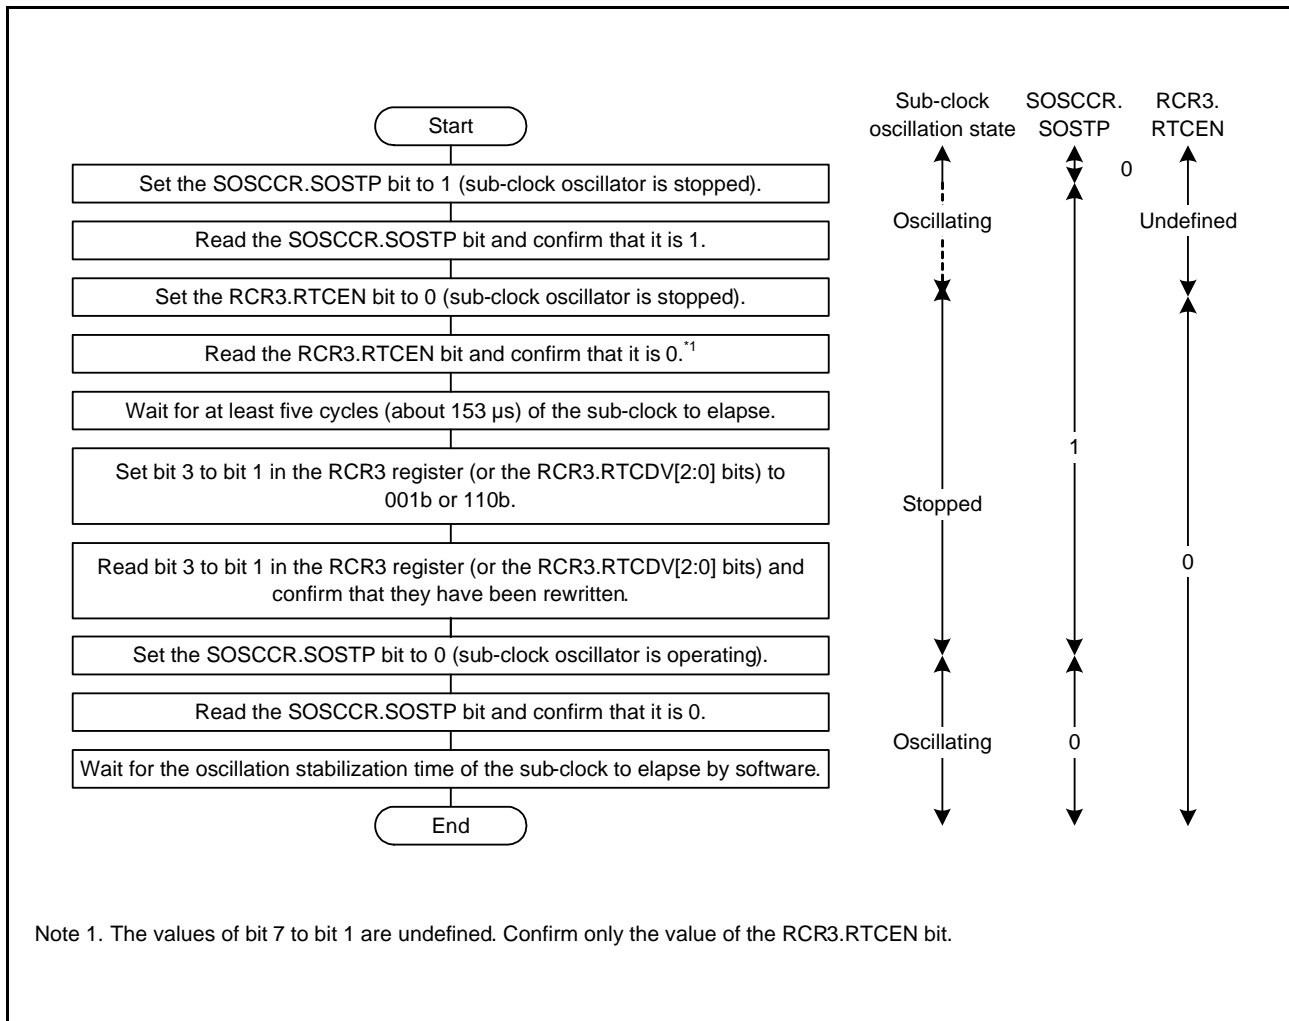 Start
Set the SOSCCR.SOSTP bit to 1 (sub-clock oscillator is stopped).
Read the SOSCCR.SOSTP bit and confirm that it is 1.
Set the RCR3.RTCEN bit to 0 (sub-clock oscillator is stopped).
Read the RCR3.RTCEN bit and confirm that it is 0.*1
Wait for at least five cycles (about 153 µs) of the sub-clock to elapse.
Set bit 3 to bit 1 in the RCR3 register (or the RCR3.RTCDV[2:0] bits) to
001b or 110b.
Read bit 3 to bit 1 in the RCR3 register (or the RCR3.RTCDV[2:0] bits) and
confirm that they have been rewritten.
Set the SOSCCR.SOSTP bit to 0 (sub-clock oscillator is operating).
Read the SOSCCR.SOSTP bit and confirm that it is 0.
Wait for the oscillation stabilization time of the sub-clock to elapse by software.
End
Sub-clock
oscillation state
Oscillating
Stopped
Oscillating
SOSCCR.
SOSTP
0
1
0
RCR3.
RTCEN
Undefined
0
Note 1. The values of bit 7 to bit 1 are undefined. Confirm only the value of the RCR3.RTCEN bit.